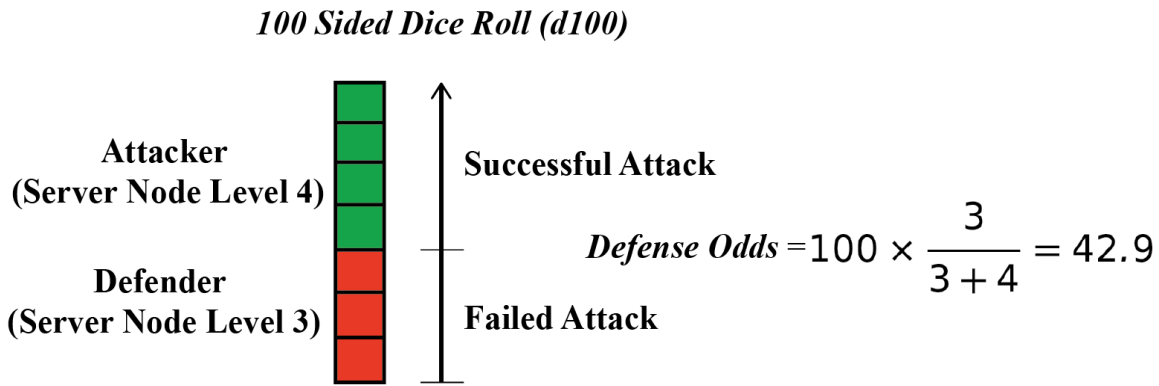 100 Sided Dice Roll (d100)
Attacker
(Server Node Level 4)
Successful Attack
Defense Odds = 100 × 3 / (3 + 4) = 42.9
Defender
(Server Node Level 3)
Failed Attack